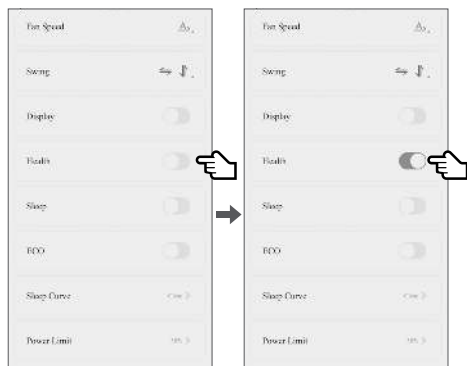 Fan Speed
Swing
Display
Health
Sleep
ECO
Sleep Curve
Power Limit
Fan Speed
Swing
Display
Health
Sleep
ECO
Sleep Curve
Power Limit